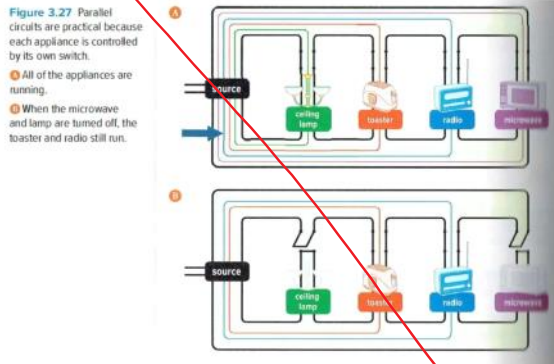 Figure 3.27 Parallel
circuits are practical because
each appliance is controlled
by its own switch.
A All of the appliances are
running.
B When the microwave
and lamp are turned off, the
toaster and radio still run.
A
source
ceiling
lamp
toaster
radio
microwave
B
source
ceiling
lamp
toaster
radio
microwave